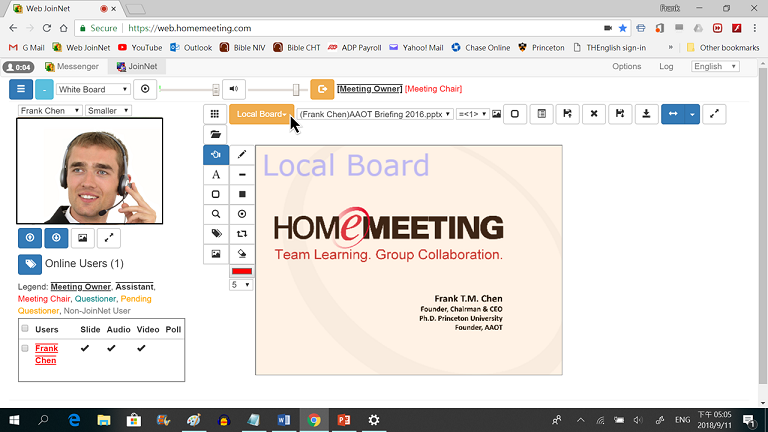 Web JoinNet
Frank
Secure
https://web.homemeeting.com
G Mail
Web JoinNet
YouTube
Outlook
Bible NIV
Bible CHT
ADP Payroll
Yahoo! Mail
Chase Online
Princeton
THEnglish sign-in
»
Other bookmarks
0:04
Messenger
JoinNet
Options
Log
English
White Board
[Meeting Owner]
[Meeting Chair]
Frank Chen
Smaller
Local Board
(Frank Chen)AAOT Briefing 2016.pptx
=<1>
A
5
Local Board
HOMeMEETING
Team Learning. Group Collaboration.
Frank T.M. Chen
Founder, Chairman & CEO
Ph.D. Princeton University
Founder, AAOT
Online Users (1)
Legend: Meeting Owner, Assistant,
Meeting Chair, Questioner, Pending
Questioner, Non-JoinNet User
Users Slide Audio Video Poll
Frank
Chen
ENG
下午 05:05
2018/9/11